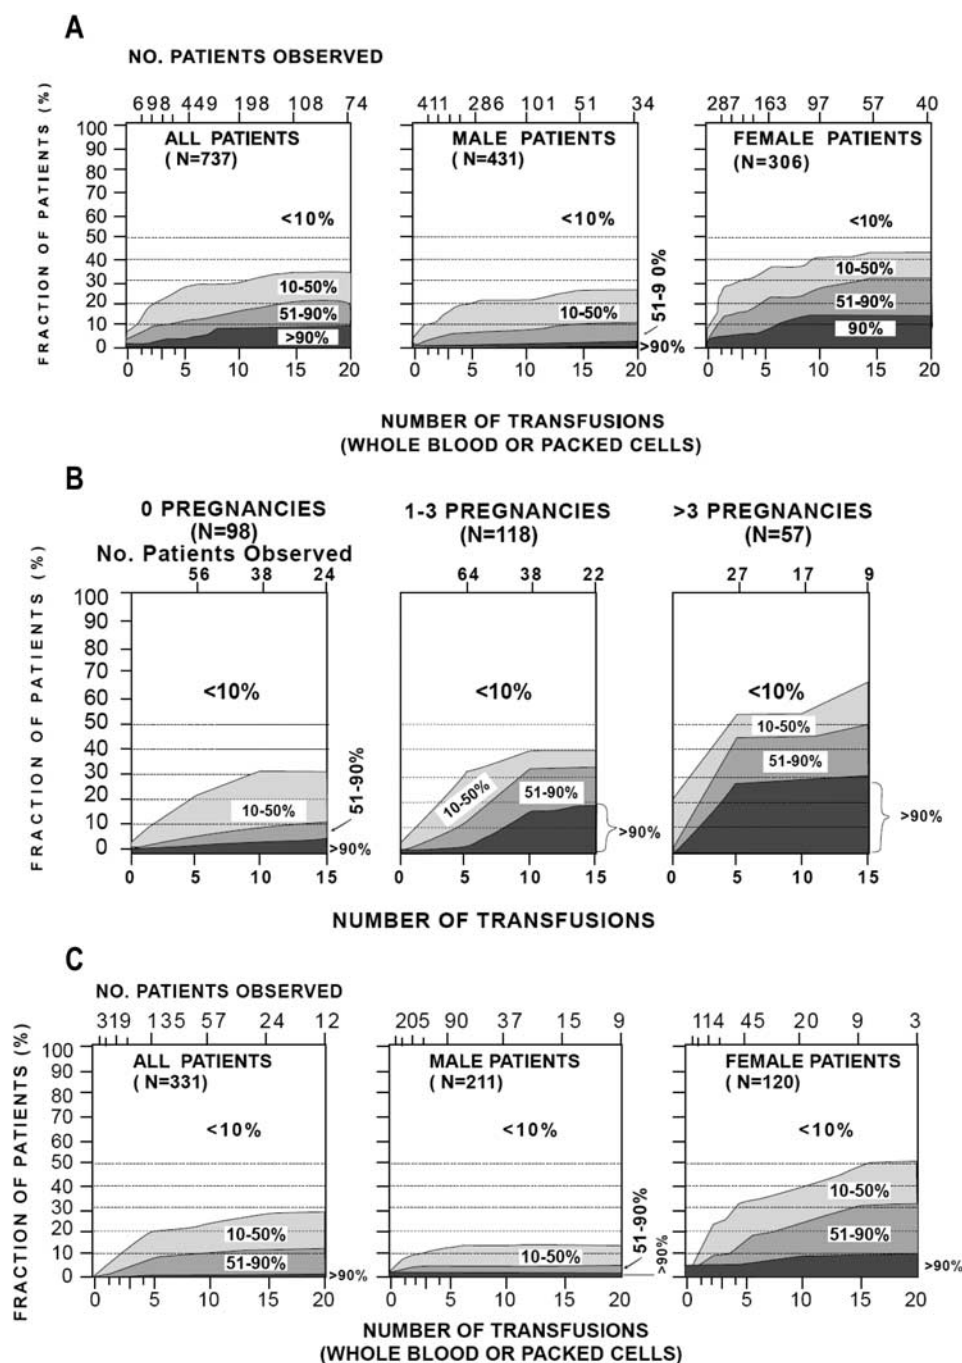 A
NO. PATIENTS OBSERVED
698 449 198 108 74
411 286 101 51 34
287 163 97 57 40
FRACTION OF PATIENTS (%)
100
90
80
70
60
50
40
30
20
10
0
ALL PATIENTS
( N=737)
<10%
10-50%
51-90%
>90%
MALE PATIENTS
( N=431)
<10%
10-50%
51-9 0%
>90%
FEMALE PATIENTS
(N=306)
<10%
10-50%
51-90%
90%
0 5 10 15 20
0 5 10 15 20
0 5 10 15 20
NUMBER OF TRANSFUSIONS
(WHOLE BLOOD OR PACKED CELLS)
B
0 PREGNANCIES
(N=98)
No. Patients Observed
56 38 24
1-3 PREGNANCIES
(N=118)
64 38 22
>3 PREGNANCIES
(N=57)
27 17 9
FRACTION OF PATIENTS (%)
100
90
80
70
60
50
40
30
20
10
0
<10%
10-50%
51-90%
>90%
<10%
10-50%
51-90%
>90%
<10%
10-50%
51-90%
>90%
0 5 10 15
0 5 10 15
0 5 10 15
NUMBER OF TRANSFUSIONS
C
NO. PATIENTS OBSERVED
319 135 57 24 12
205 90 37 15 9
114 45 20 9 3
FRACTION OF PATIENTS (%)
100
90
80
70
60
50
40
30
20
10
0
ALL PATIENTS
( N=331)
<10%
10-50%
51-90%
>90%
MALE PATIENTS
( N=211)
<10%
10-50%
51-90%
>90%
FEMALE PATIENTS
(N=120)
<10%
10-50%
51-90%
>90%
0 5 10 15 20
0 5 10 15 20
0 5 10 15 20
NUMBER OF TRANSFUSIONS
(WHOLE BLOOD OR PACKED CELLS)